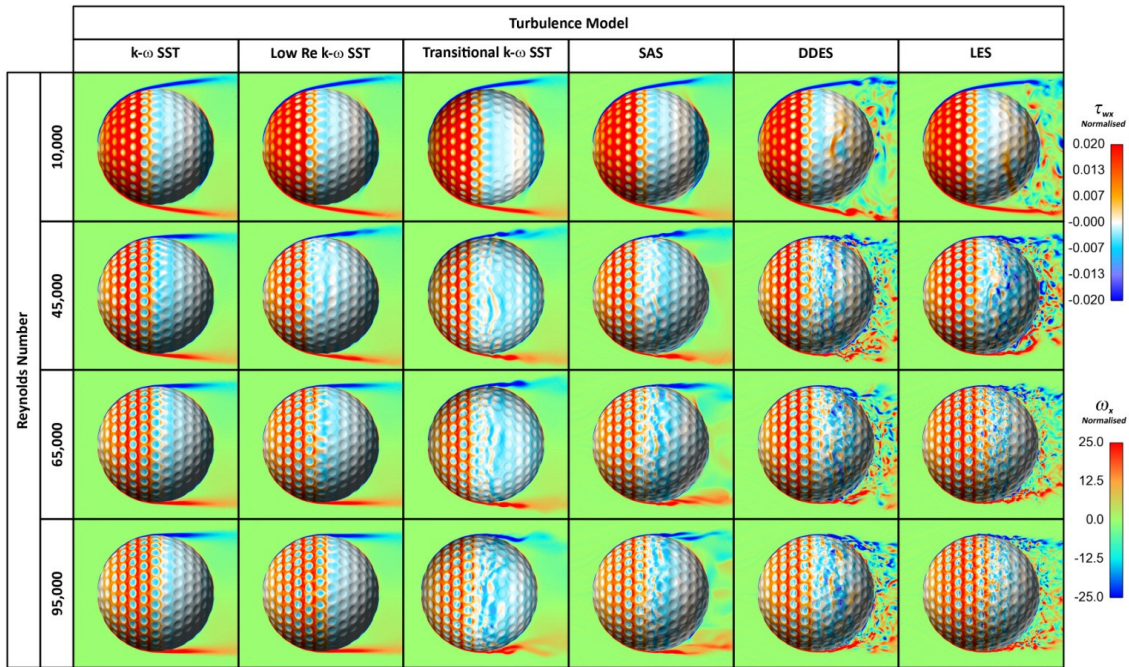 Turbulence Model
k-ω SST
Low Re k-ω SST
Transitional k-ω SST
SAS
DDES
LES
Reynolds Number
10,000
45,000
65,000
95,000
τwx
Normalised
0.020
0.013
0.007
-0.000
-0.007
-0.013
-0.020
ωx
Normalised
25.0
12.5
0.0
-12.5
-25.0